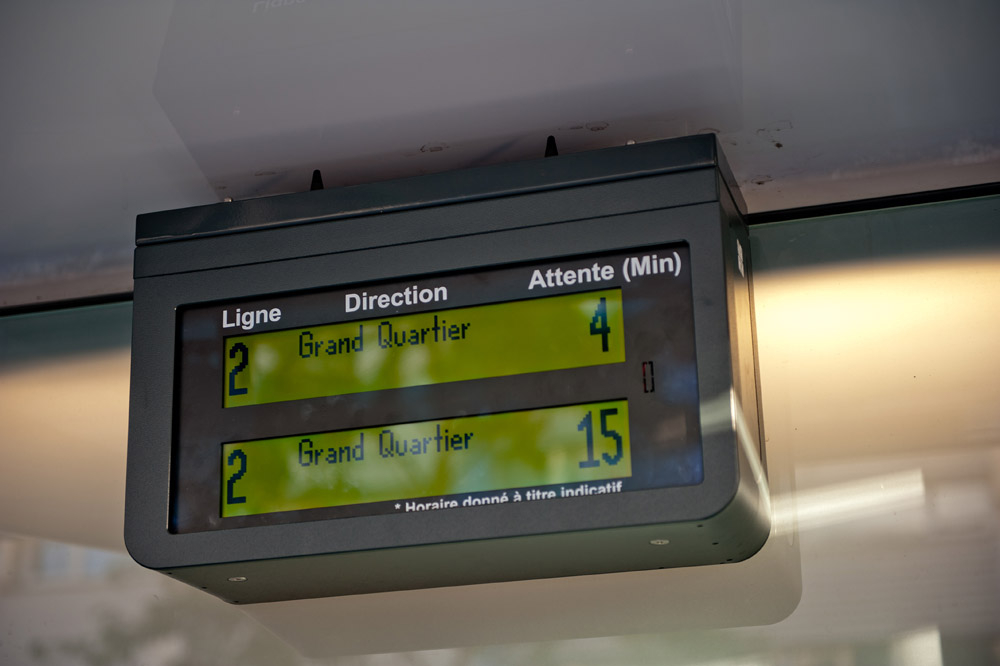 Ligne Direction Attente (Min)
2 Grand Quartier 4
2 Grand Quartier 15
* Horaire donné à titre indicatif